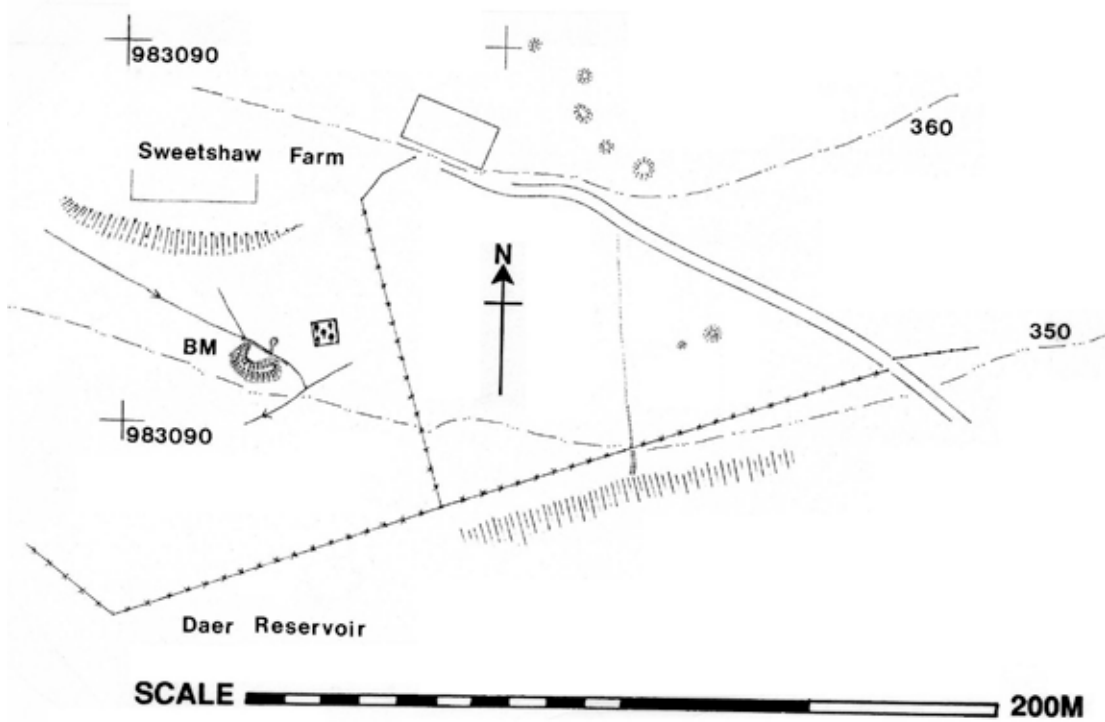 983090
360
Sweetshaw Farm
N
350
BM
983090
Daer Reservoir
SCALE 200M